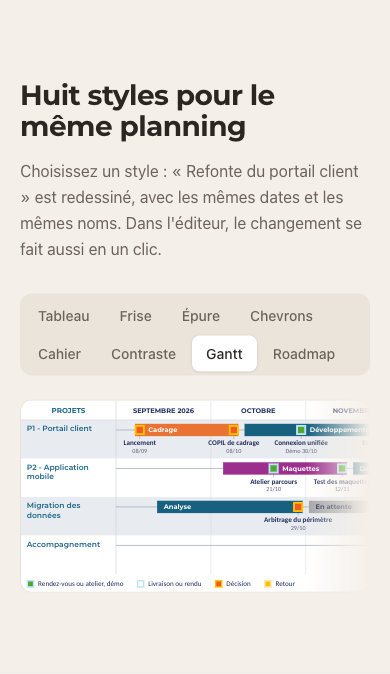 Huit styles pour le
même planning
Choisissez un style : « Refonte du portail client
» est redessiné, avec les mêmes dates et les
mêmes noms. Dans l'éditeur, le changement se
fait aussi en un clic.
Tableau Frise Épure Chevrons
Cahier Contraste Gantt Roadmap
PROJETS SEPTEMBRE 2026 OCTOBRE
P1 - Portail client Cadrage
Lancement COPIL de cadrage Connexion unifiée
08/09 08/10 Démo 30/10
P2 - Application
mobile
Maquettes
Atelier parcours
21/10 12/11
Migration des
données
Analyse En attente
Arbitrage du périmètre
29/10
Accompagnement
Rendez-vous ou atelier, démo Livraison ou rendu Décision Retour